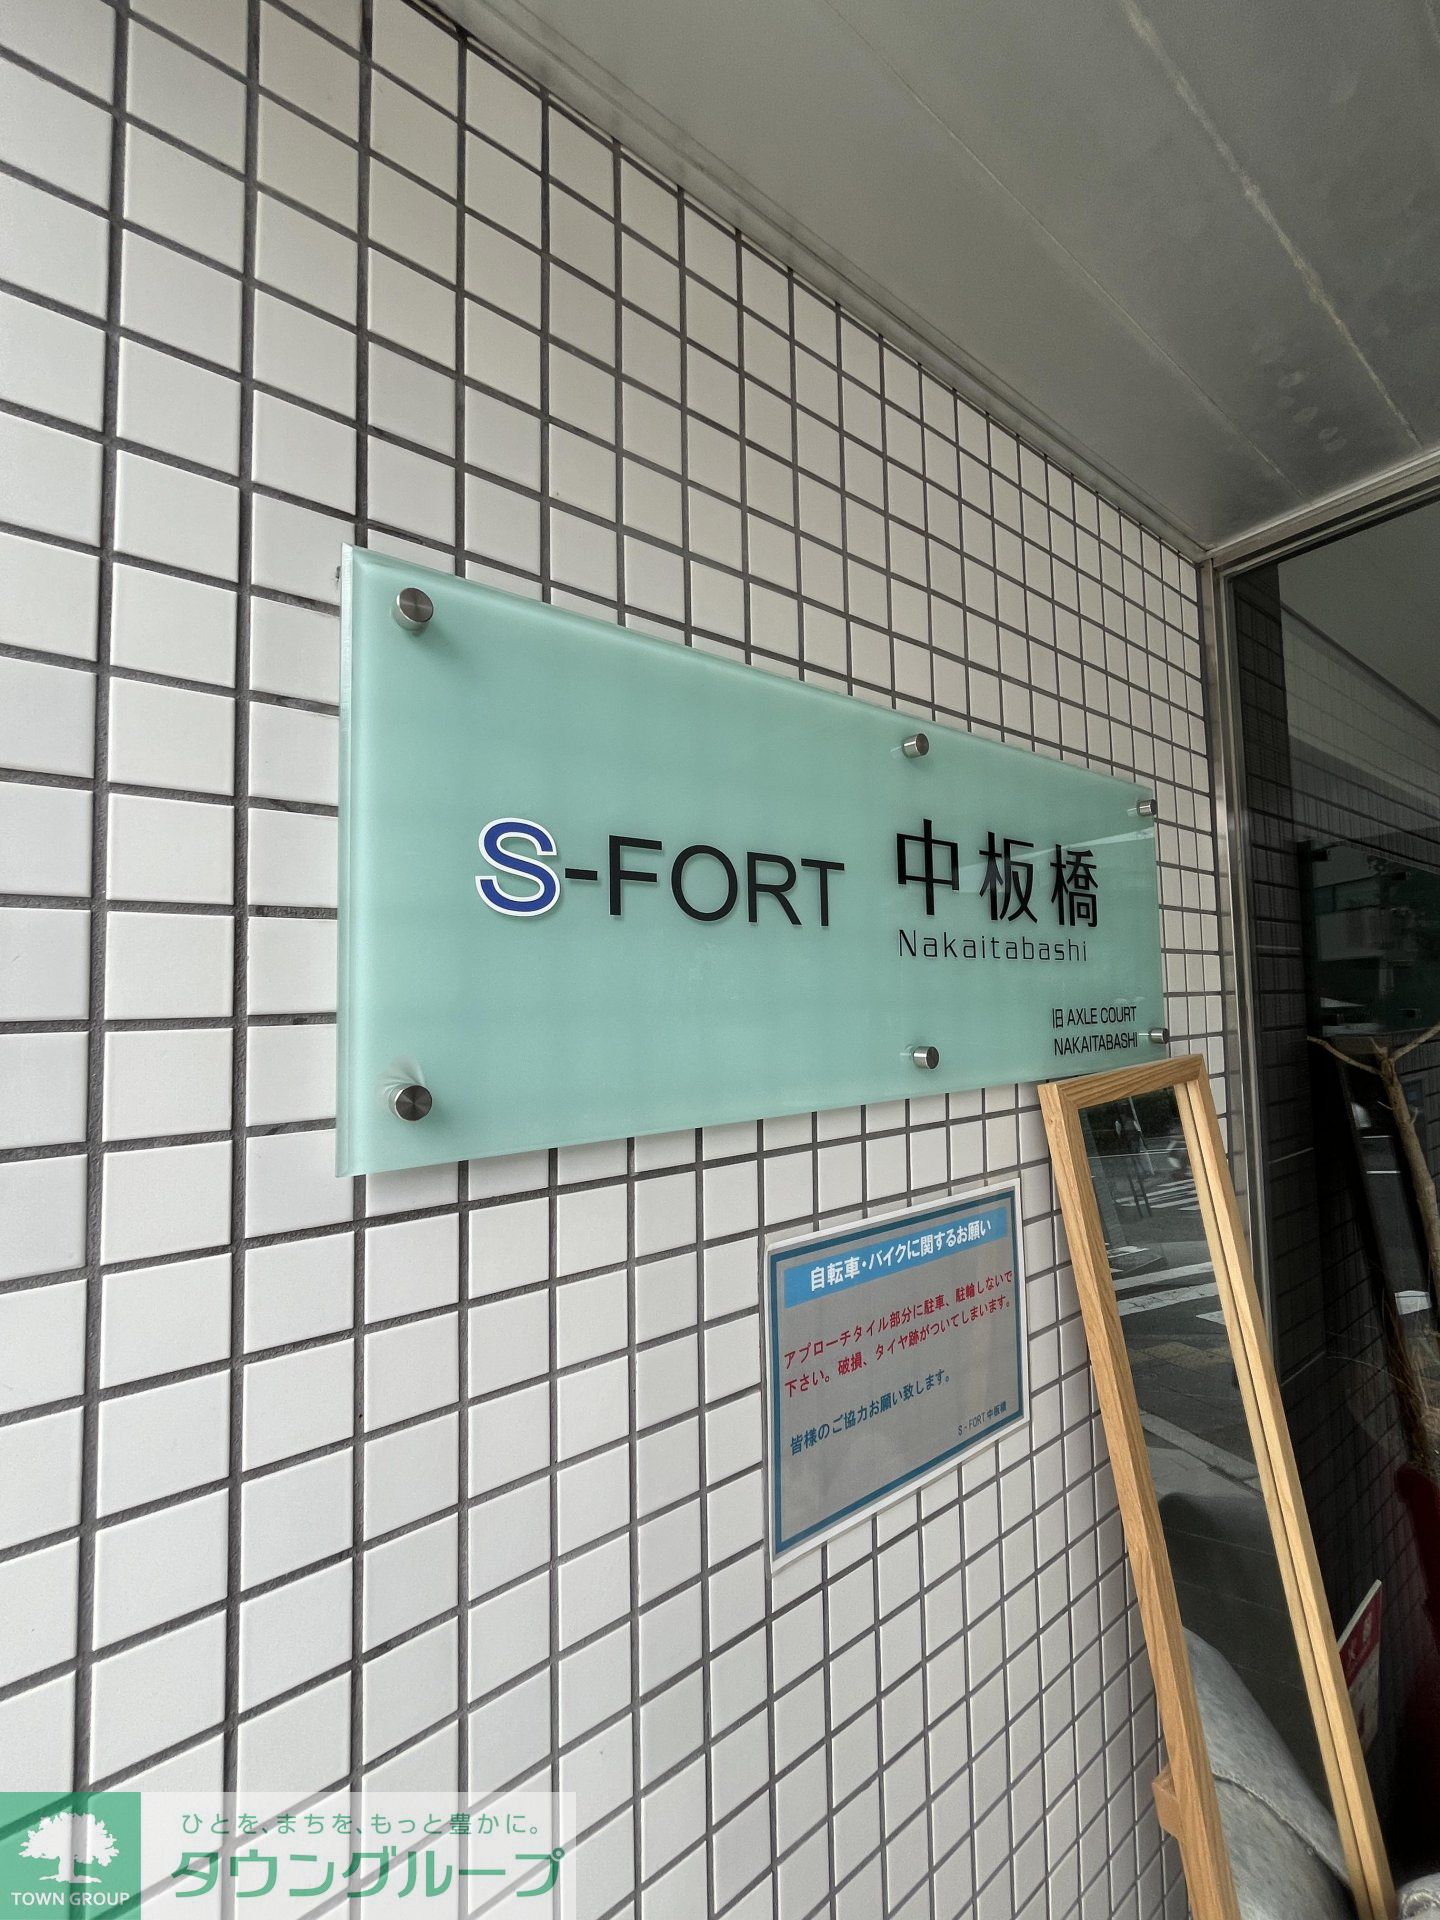 S-FORT 中板橋
Nakaitabashi
旧 AXLE COURT
NAKAITABASHI
自転車・バイクに関するお願い
アプローチタイル部分に駐車、駐輪しないで
下さい。破損、タイヤ跡がついてしまいます。
皆様のご協力お願い致します。
S-FORT 中板橋
ひとを、まちを、もっと豊かに。
タウングループ
TOWN GROUP